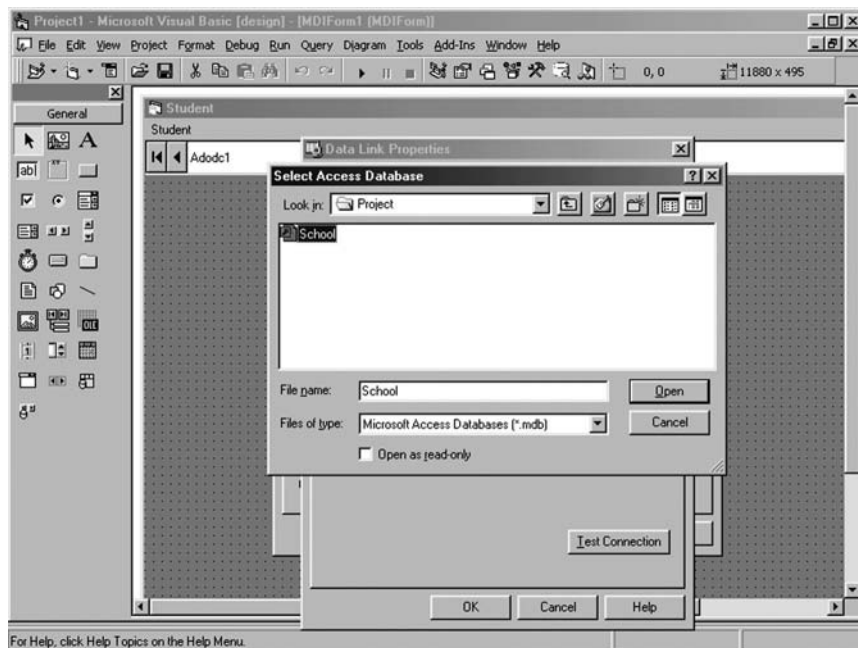 Project1 - Microsoft Visual Basic [design] - [MDIForm1 (MDIForm)]
File Edit View Project Format Debug Run Query Diagram Tools Add-Ins Window Help
0, 0 11880 x 495
General
Student
Student
Data Link Properties
A
Adodc1
Select Access Database
ab|
Look in: Project
School
OLE
File name: School Open
Files of type: Microsoft Access Databases (*.mdb) Cancel
Open as read-only
Test Connection
OK Cancel Help
For Help, click Help Topics on the Help Menu.